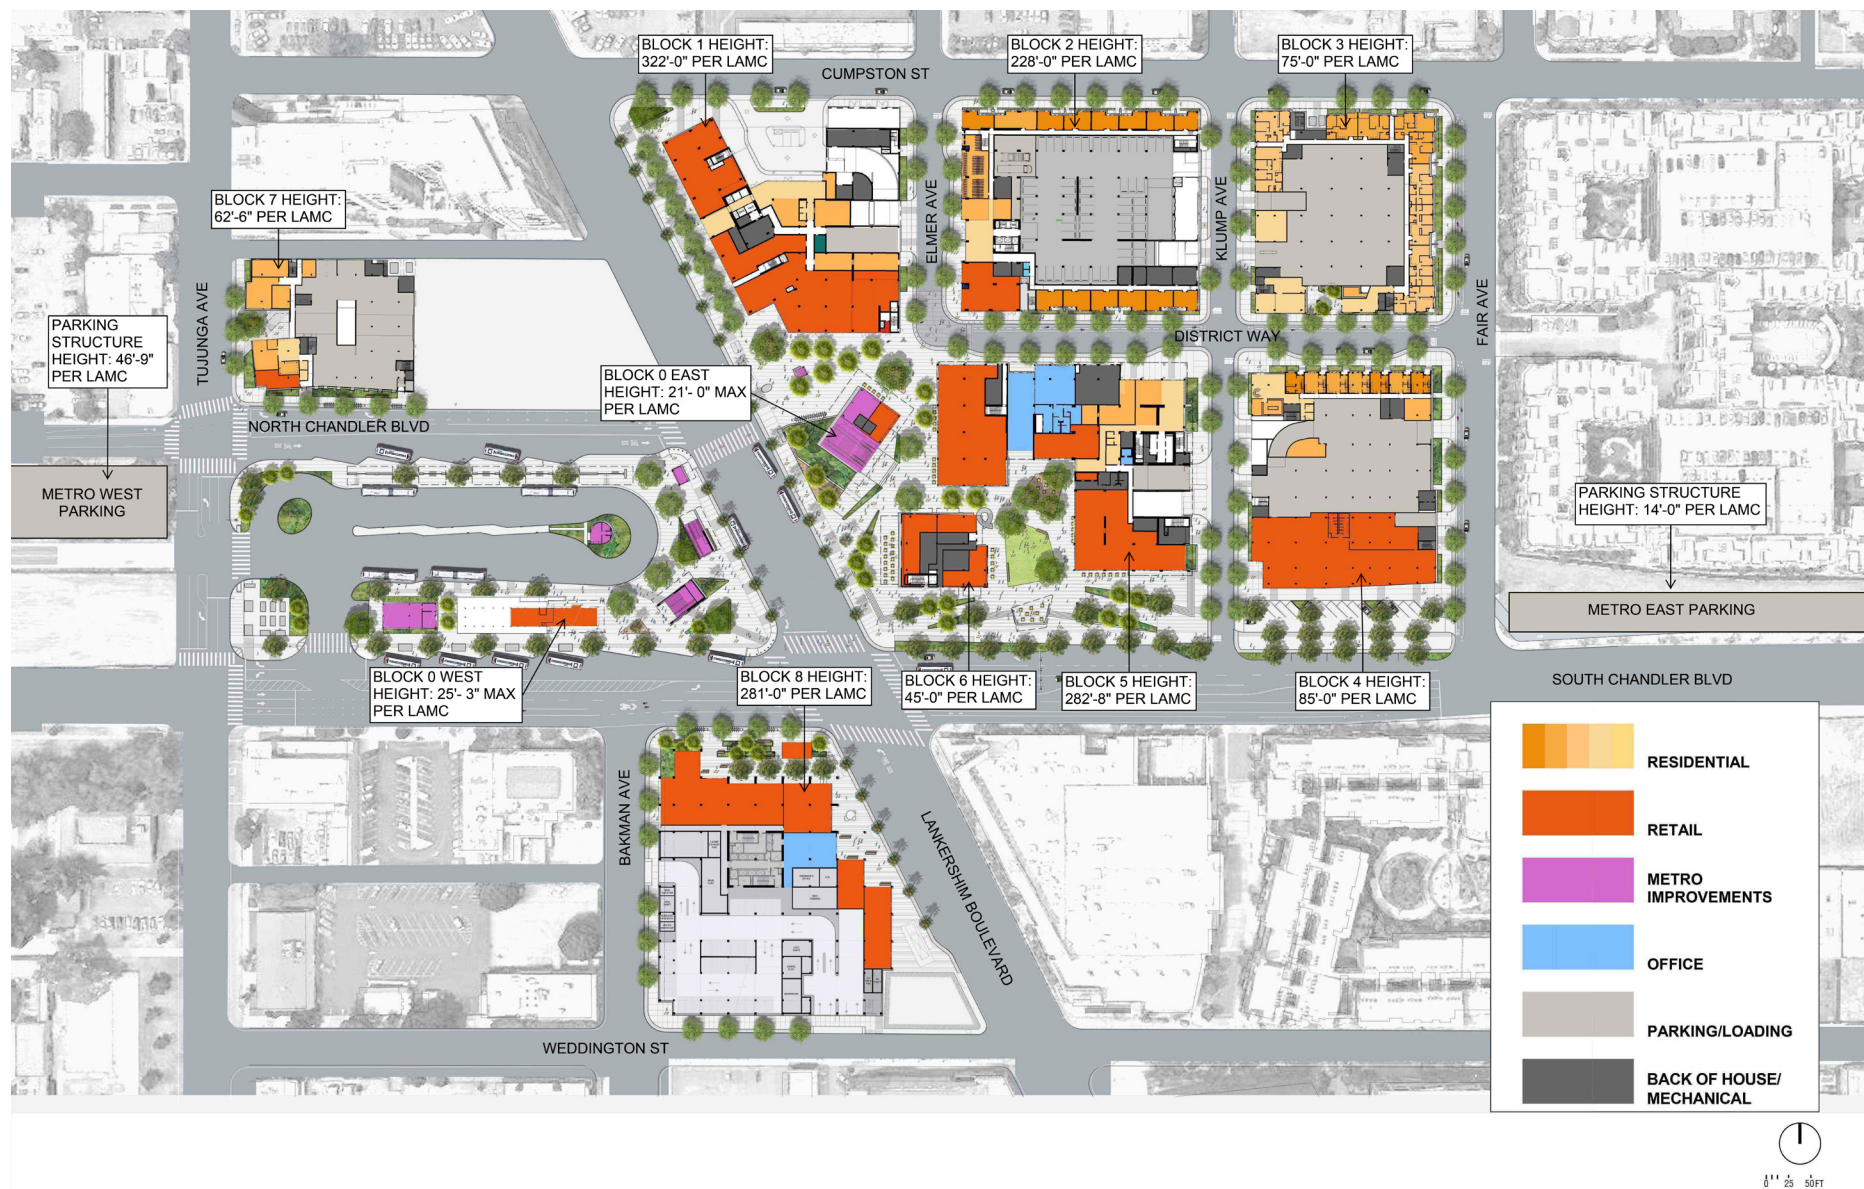 BLOCK 1 HEIGHT:
322'-0" PER LAMC
BLOCK 2 HEIGHT:
228'-0" PER LAMC
BLOCK 3 HEIGHT:
75'-0" PER LAMC
CUMPSTON ST
BLOCK 7 HEIGHT:
62'-6" PER LAMC
ELMER AVE
KLUMP AVE
FAIR AVE
TUJUNGA AVE
PARKING
STRUCTURE
HEIGHT: 46'-9"
PER LAMC
DISTRICT WAY
BLOCK 0 EAST
HEIGHT: 21'- 0" MAX
PER LAMC
NORTH CHANDLER BLVD
METRO WEST
PARKING
PARKING STRUCTURE
HEIGHT: 14'-0" PER LAMC
METRO EAST PARKING
BLOCK 0 WEST
HEIGHT: 25'- 3" MAX
PER LAMC
BLOCK 8 HEIGHT:
281'-0" PER LAMC
BLOCK 6 HEIGHT:
45'-0" PER LAMC
BLOCK 5 HEIGHT:
282'-8" PER LAMC
BLOCK 4 HEIGHT:
85'-0" PER LAMC
SOUTH CHANDLER BLVD
BAKMAN AVE
LANKERSHIM BOULEVARD
WEDDINGTON ST
RESIDENTIAL
RETAIL
METRO
IMPROVEMENTS
OFFICE
PARKING/LOADING
BACK OF HOUSE/
MECHANICAL
0 25 50FT